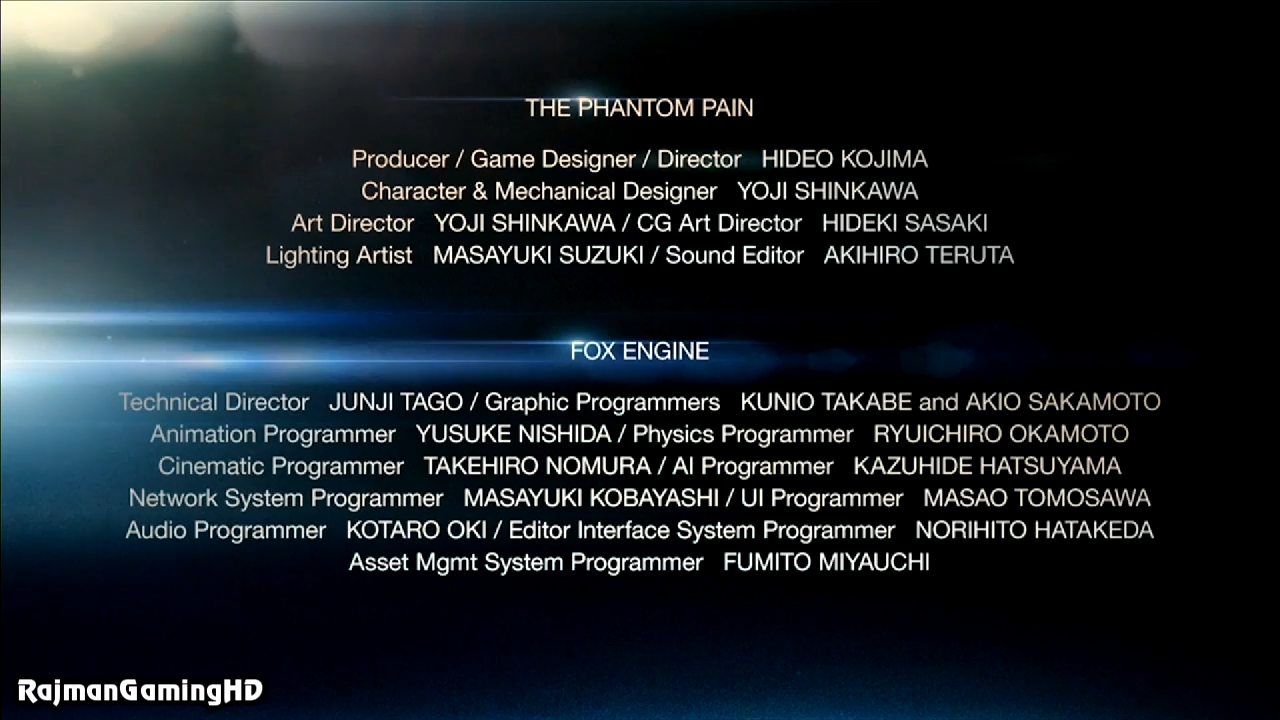 THE PHANTOM PAIN
Producer / Game Designer / Director HIDEO KOJIMA
Character & Mechanical Designer YOJI SHINKAWA
Art Director YOJI SHINKAWA / CG Art Director HIDEKI SASAKI
Lighting Artist MASAYUKI SUZUKI / Sound Editor AKIHIRO TERUTA
FOX ENGINE
Technical Director JUNJI TAGO / Graphic Programmers KUNIO TAKABE and AKIO SAKAMOTO
Animation Programmer YUSUKE NISHIDA / Physics Programmer RYUICHIRO OKAMOTO
Cinematic Programmer TAKEHIRO NOMURA / AI Programmer KAZUHIDE HATSUYAMA
Network System Programmer MASAYUKI KOBAYASHI / UI Programmer MASAO TOMOSAWA
Audio Programmer KOTARO OKI / Editor Interface System Programmer NORIHITO HATAKEDA
Asset Mgmt System Programmer FUMITO MIYAUCHI
RajmanGamingHD